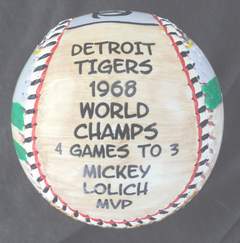 DETROIT
TIGERS
1968
WORLD
CHAMPS
4 GAMES TO 3
MICKEY
LOLICH
MVP